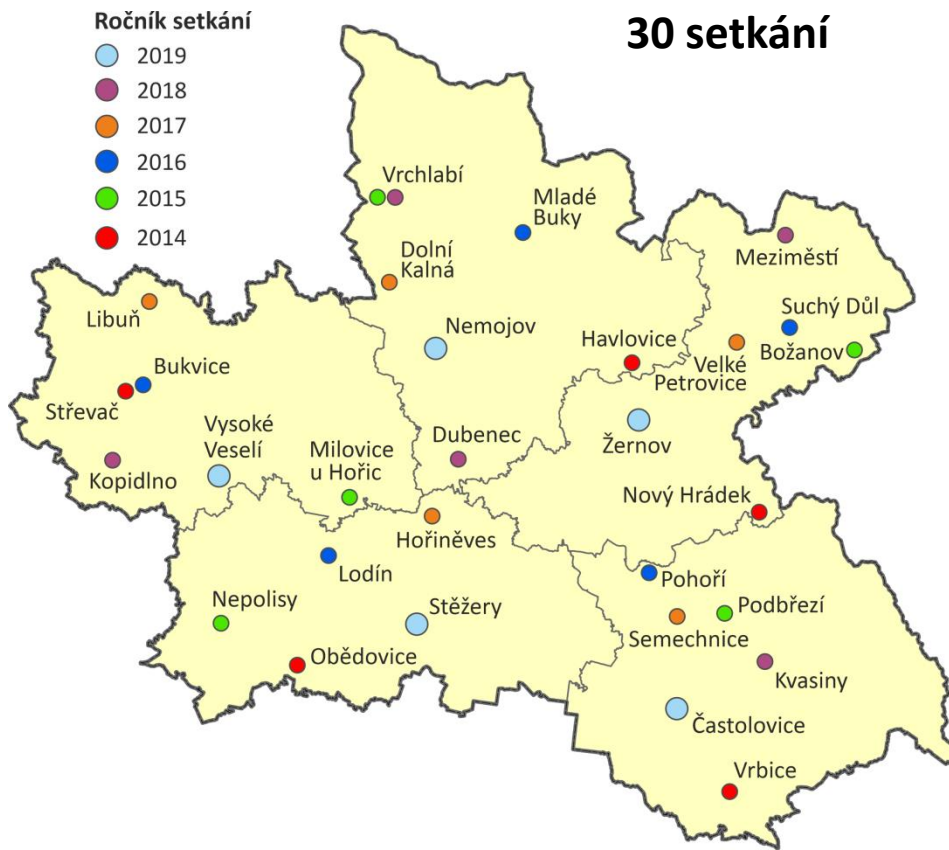 Ročník setkání
30 setkání
2019
2018
2017
2016
2015
2014
Vrchlabí
Mladé
Buky
Meziměstí
Dolní
Kalná
Libuň
Suchý Důl
Nemojov
Havlovice
Velké
Petrovice
Božanov
Bukvice
Střevač
Vysoké
Veselí
Milovice
u Hořic
Dubenec
Žernov
Kopidlno
Nový Hrádek
Hořiněves
Lodín
Pohoří
Nepolisy
Stěžery
Podbřezí
Semechnice
Obědovice
Kvasiny
Častolovice
Vrbice